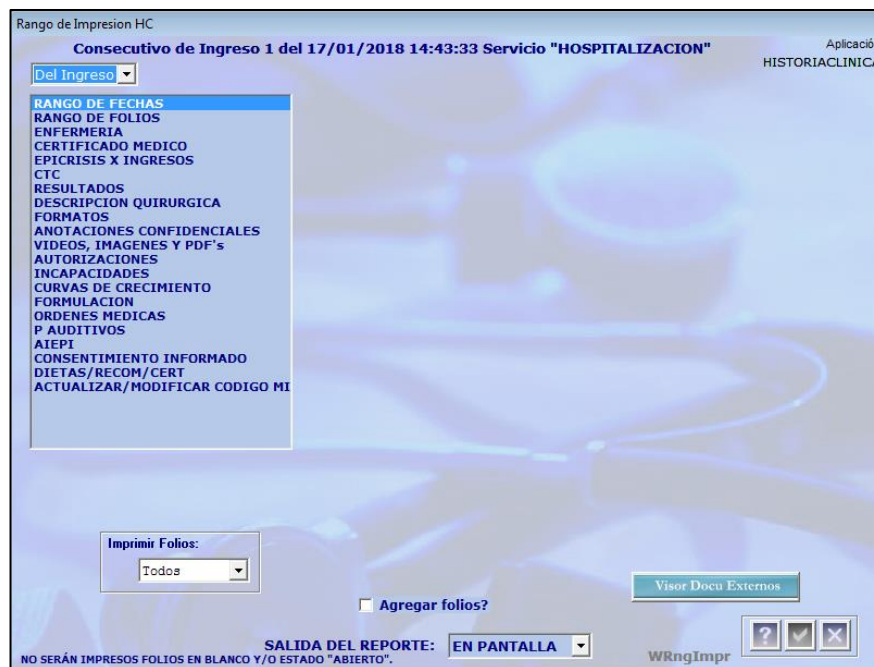 Rango de Impresion HC
Consecutivo de Ingreso 1 del 17/01/2018 14:43:33 Servicio "HOSPITALIZACION"
Aplicació
HISTORIACLINICA
Del Ingreso
RANGO DE FECHAS
RANGO DE FOLIOS
ENFERMERIA
CERTIFICADO MEDICO
EPICRISIS X INGRESOS
CTC
RESULTADOS
DESCRIPCION QUIRURGICA
FORMATOS
ANOTACIONES CONFIDENCIALES
VIDEOS, IMAGENES Y PDF's
AUTORIZACIONES
INCAPACIDADES
CURVAS DE CRECIMIENTO
FORMULACION
ORDENES MEDICAS
P AUDITIVOS
AIEPI
CONSENTIMIENTO INFORMADO
DIETAS/RECOM/CERT
ACTUALIZAR/MODIFICAR CODIGO MI
Imprimir Folios:
Todos
Visor Docu Externos
Agregar folios?
SALIDA DEL REPORTE: EN PANTALLA
WRngImpr
?
NO SERÁN IMPRESOS FOLIOS EN BLANCO Y/O ESTADO "ABIERTO".